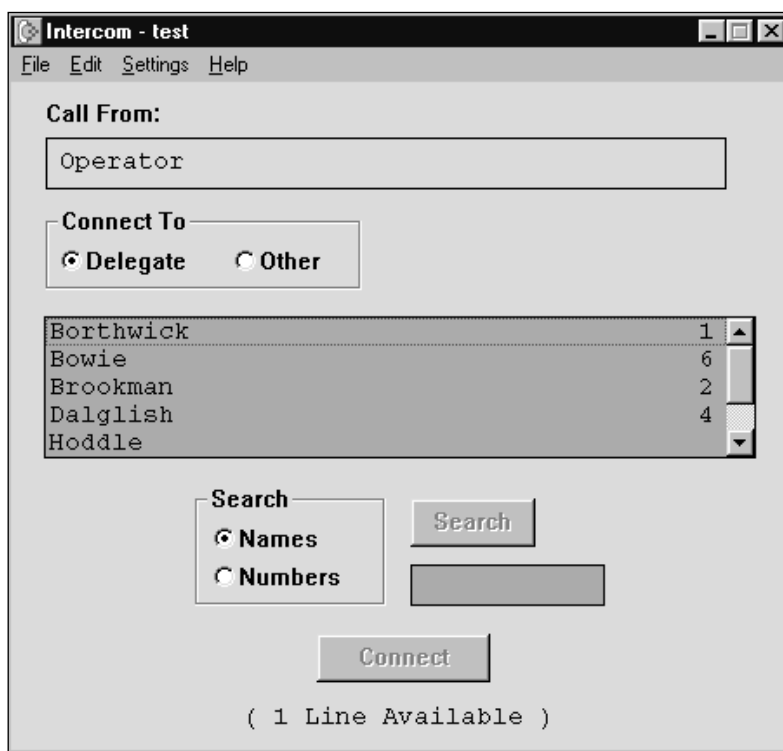 Intercom - test
File Edit Settings Help
Call From:
Operator
Connect To
Delegate Other
Borthwick 1
Bowie 6
Brookman 2
Dalglish 4
Hoddle
Search
Search
Names
Numbers
Connect
( 1 Line Available )